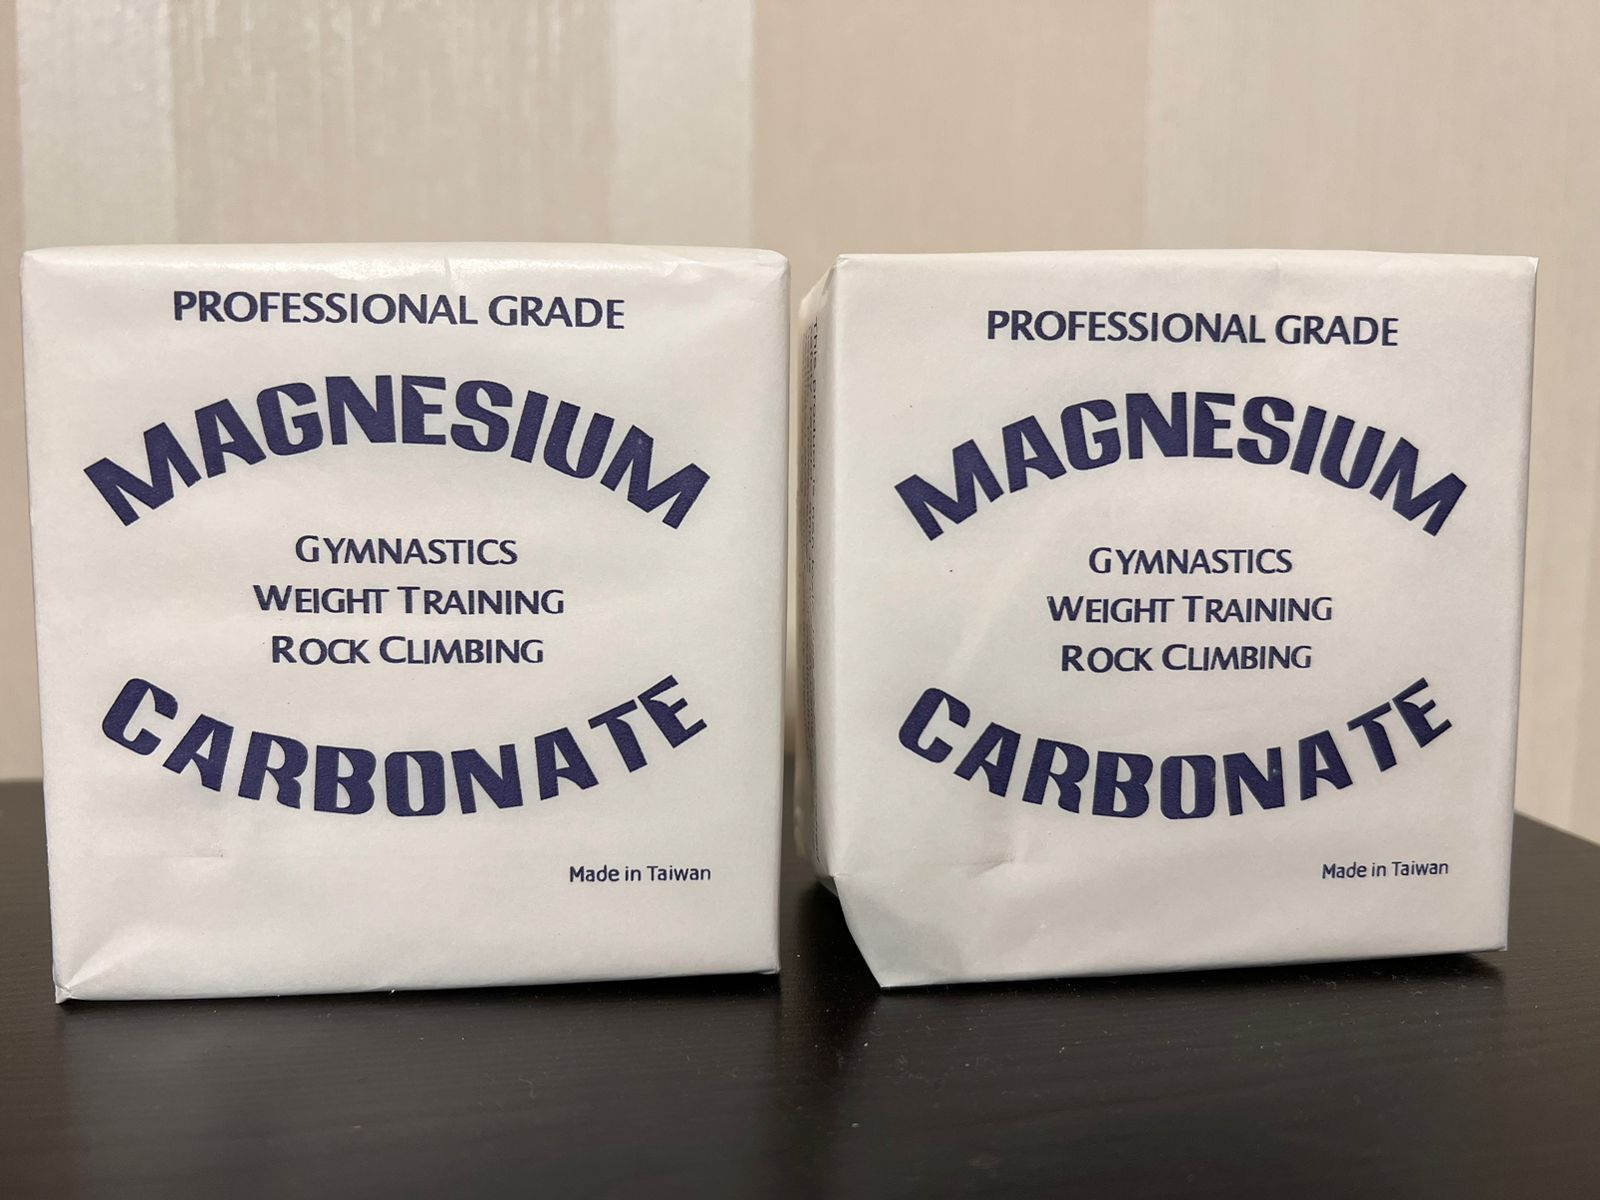 PROFESSIONAL GRADE
MAGNESIUM
GYMNASTICS
WEIGHT TRAINING
ROCK CLIMBING
CARBONATE
Made in Taiwan
PROFESSIONAL GRADE
MAGNESIUM
GYMNASTICS
WEIGHT TRAINING
ROCK CLIMBING
CARBONATE
Made in Taiwan